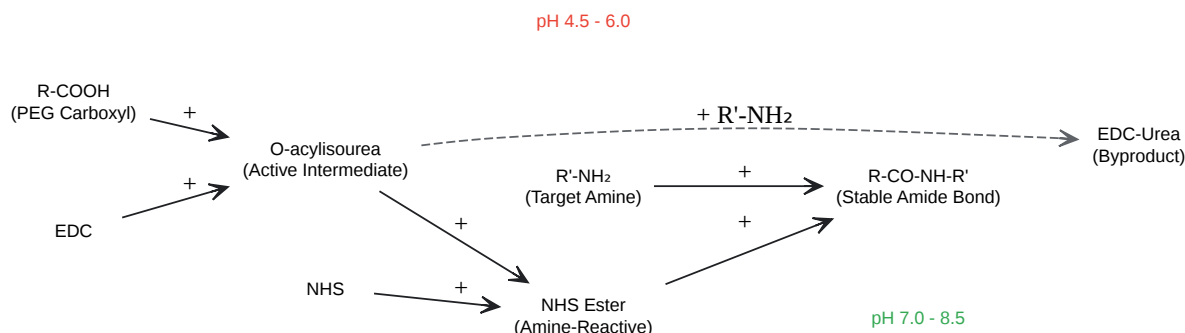 pH 4.5 - 6.0
R-COOH
(PEG Carboxyl)
+
+ R'-NH₂
EDC-Urea
(Byproduct)
O-acylisourea
(Active Intermediate)
+
R'-NH₂
(Target Amine)
+
R-CO-NH-R'
(Stable Amide Bond)
EDC
+
+
NHS
+
NHS Ester
(Amine-Reactive)
pH 7.0 - 8.5